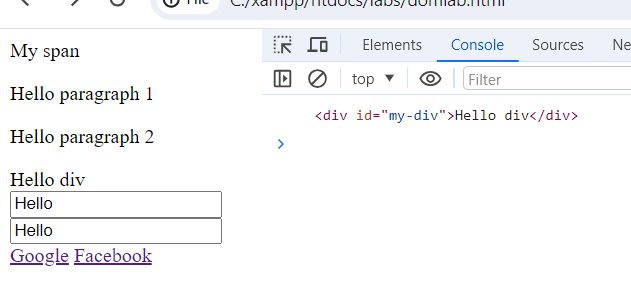 File C:/xampp/htdocs/labs/domlab.html
Elements Console Sources
top Filter
My span
Hello paragraph 1
Hello paragraph 2
Hello div
Hello
Hello
Google Facebook
<div id="my-div">Hello div</div>